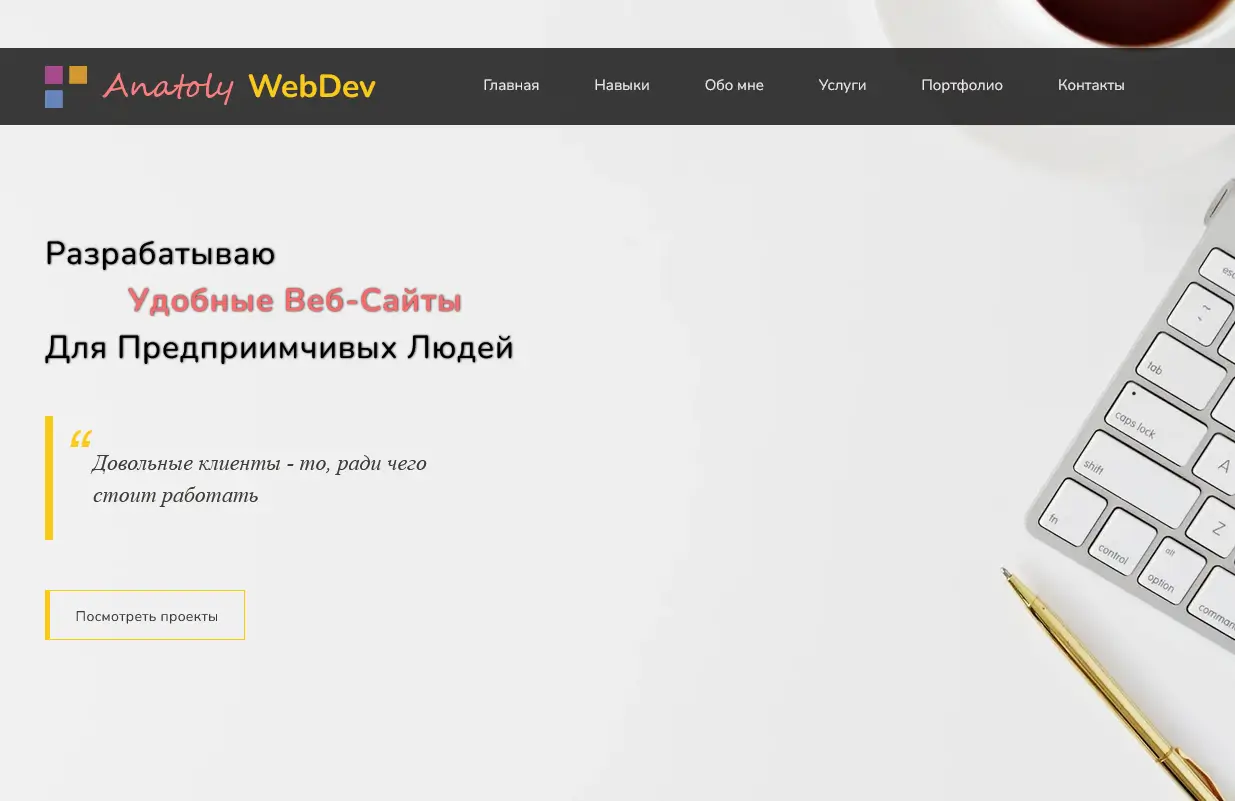 Anatoly WebDev
Главная Навыки Обо мне Услуги Портфолио Контакты
Разрабатываю
Удобные Веб-Сайты
Для Предприимчивых Людей
“
Довольные клиенты - то, ради чего
стоит работать
Посмотреть проекты
esc
~
tab
caps lock
A
shift
Z
fn
control
alt
option
command